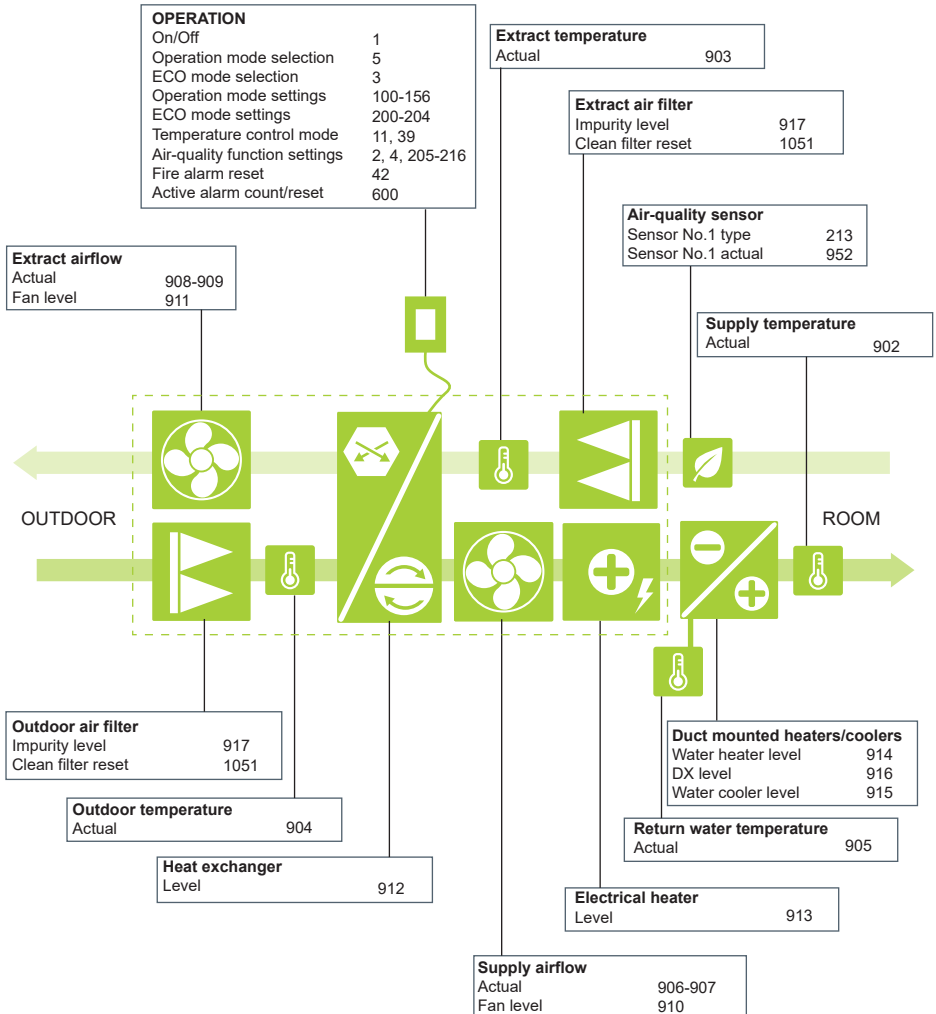 OPERATION
On/Off 1
Operation mode selection 5
ECO mode selection 3
Operation mode settings 100-156
ECO mode settings 200-204
Temperature control mode 11, 39
Air-quality function settings 2, 4, 205-216
Fire alarm reset 42
Active alarm count/reset 600
Extract temperature
Actual 903
Extract air filter
Impurity level 917
Clean filter reset 1051
Air-quality sensor
Sensor No.1 type 213
Sensor No.1 actual 952
Extract airflow
Actual 908-909
Fan level 911
Supply temperature
Actual 902
OUTDOOR
ROOM
Outdoor air filter
Impurity level 917
Clean filter reset 1051
Duct mounted heaters/coolers
Water heater level 914
DX level 916
Water cooler level 915
Outdoor temperature
Actual 904
Return water temperature
Actual 905
Heat exchanger
Level 912
Electrical heater
Level 913
Supply airflow
Actual 906-907
Fan level 910